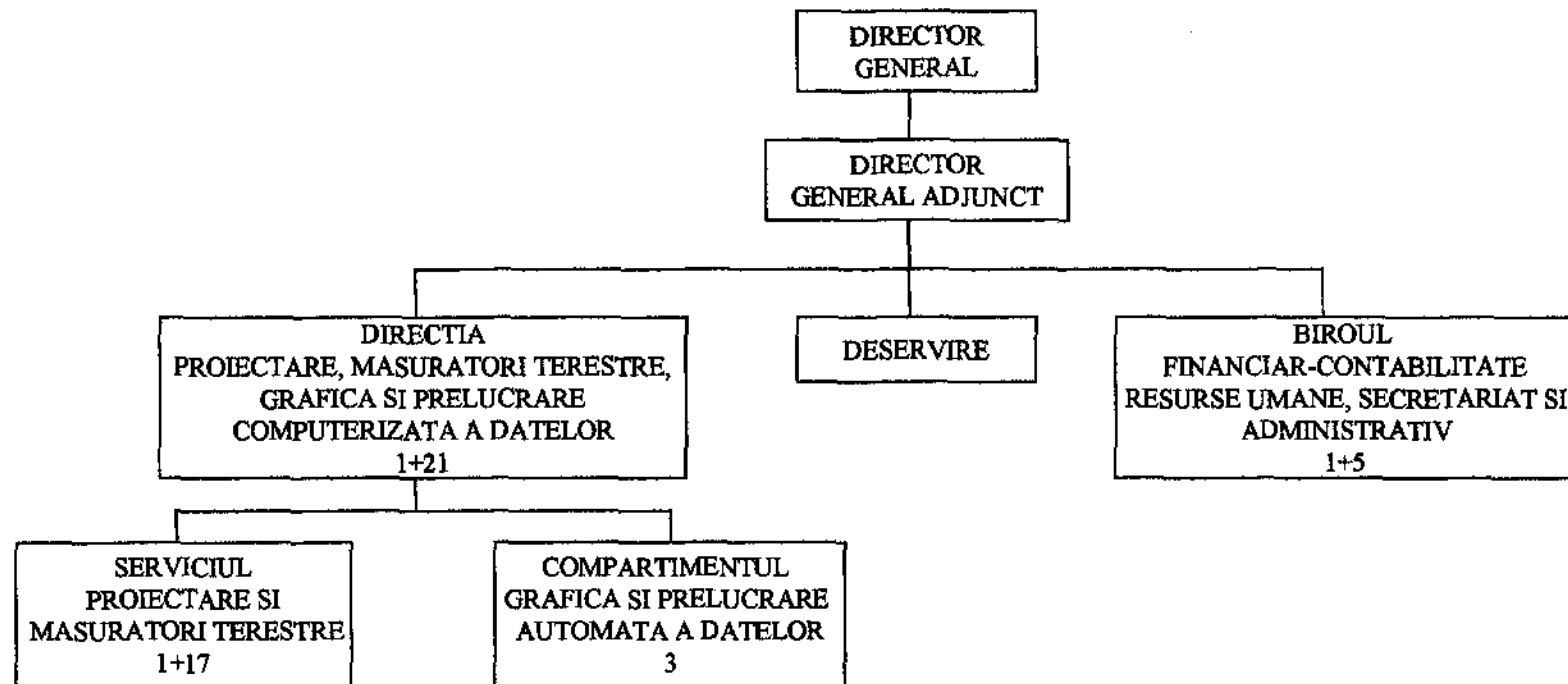 DIRECTOR
GENERAL
DIRECTOR
GENERAL ADJUNCT
DIRECTIA
PROIECTARE, MASURATORI TERESTRE,
GRAFICA SI PRELUCRARE
COMPUTERIZATA A DATELOR
1+21
DESERVIRE
BIROUL
FINANCIAR-CONTABILITATE
RESURSE UMANE, SECRETARIAT SI
ADMINISTRATIV
1+5
SERVICIUL
PROIECTARE SI
MASURATORI TERESTRE
1+17
COMPARTIMENTUL
GRAFICA SI PRELUCRARE
AUTOMATA A DATELOR
3